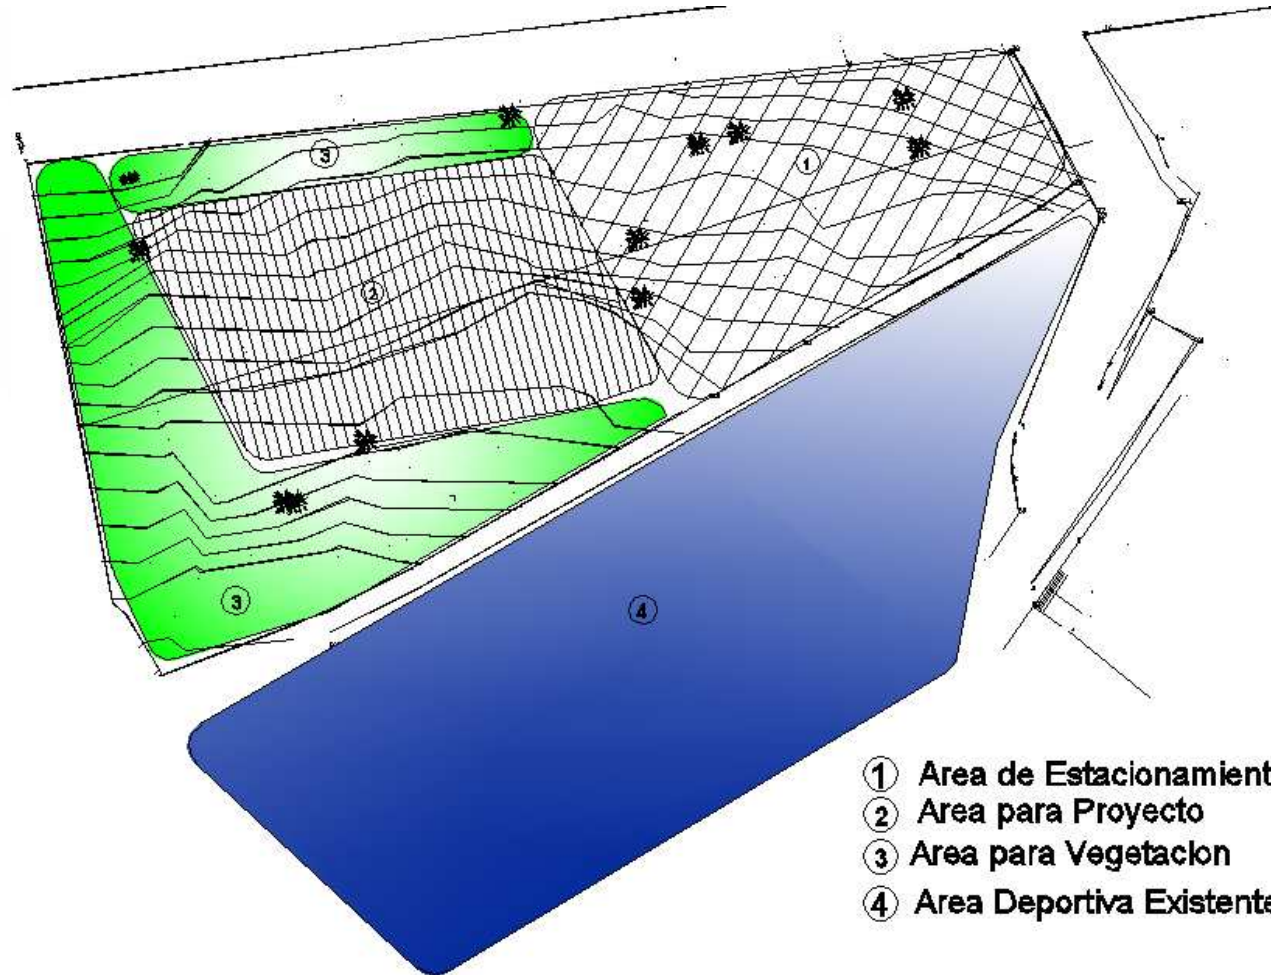 3
1
2
3
4
1 Area de Estacionamient
2 Area para Proyecto
3 Area para Vegetacion
4 Area Deportiva Existente